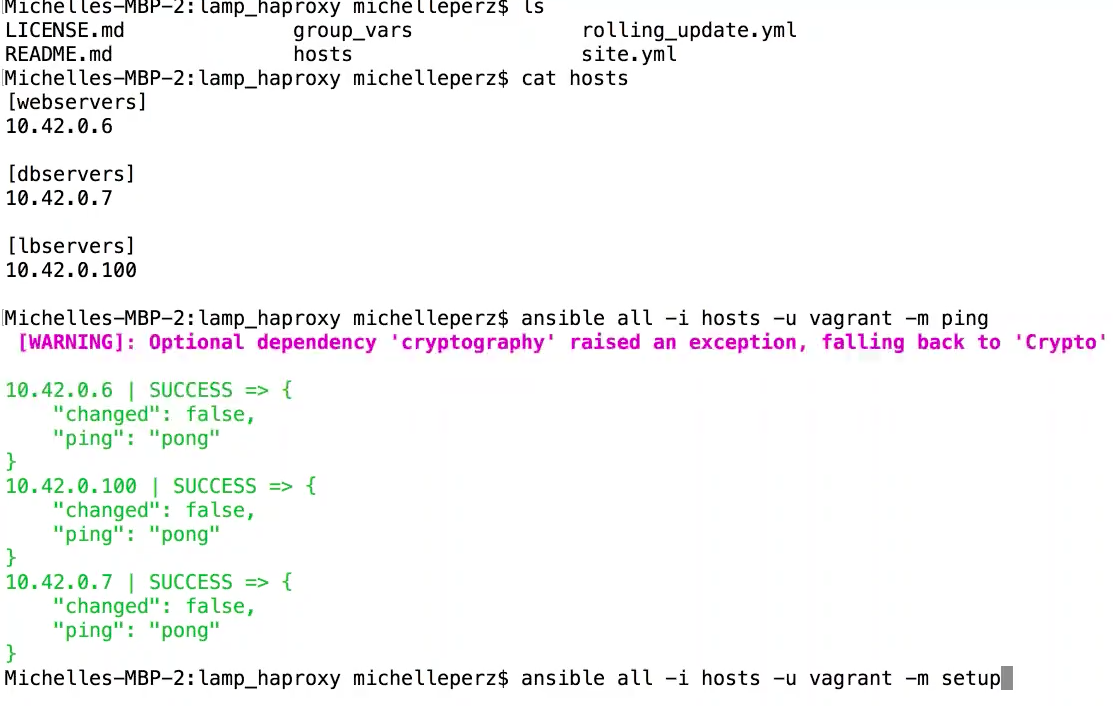 Michelles-MBP-2:lamp_haproxy michelleperz$ ls
LICENSE.md              group_vars              rolling_update.yml
README.md               hosts                   site.yml
Michelles-MBP-2:lamp_haproxy michelleperz$ cat hosts
[webservers]
10.42.0.6

[dbservers]
10.42.0.7

[lbservers]
10.42.0.100

Michelles-MBP-2:lamp_haproxy michelleperz$ ansible all -i hosts -u vagrant -m ping
 [WARNING]: Optional dependency 'cryptography' raised an exception, falling back to 'Crypto'

10.42.0.6 | SUCCESS => {
    "changed": false,
    "ping": "pong"
}
10.42.0.100 | SUCCESS => {
    "changed": false,
    "ping": "pong"
}
10.42.0.7 | SUCCESS => {
    "changed": false,
    "ping": "pong"
}
Michelles-MBP-2:lamp_haproxy michelleperz$ ansible all -i hosts -u vagrant -m setup